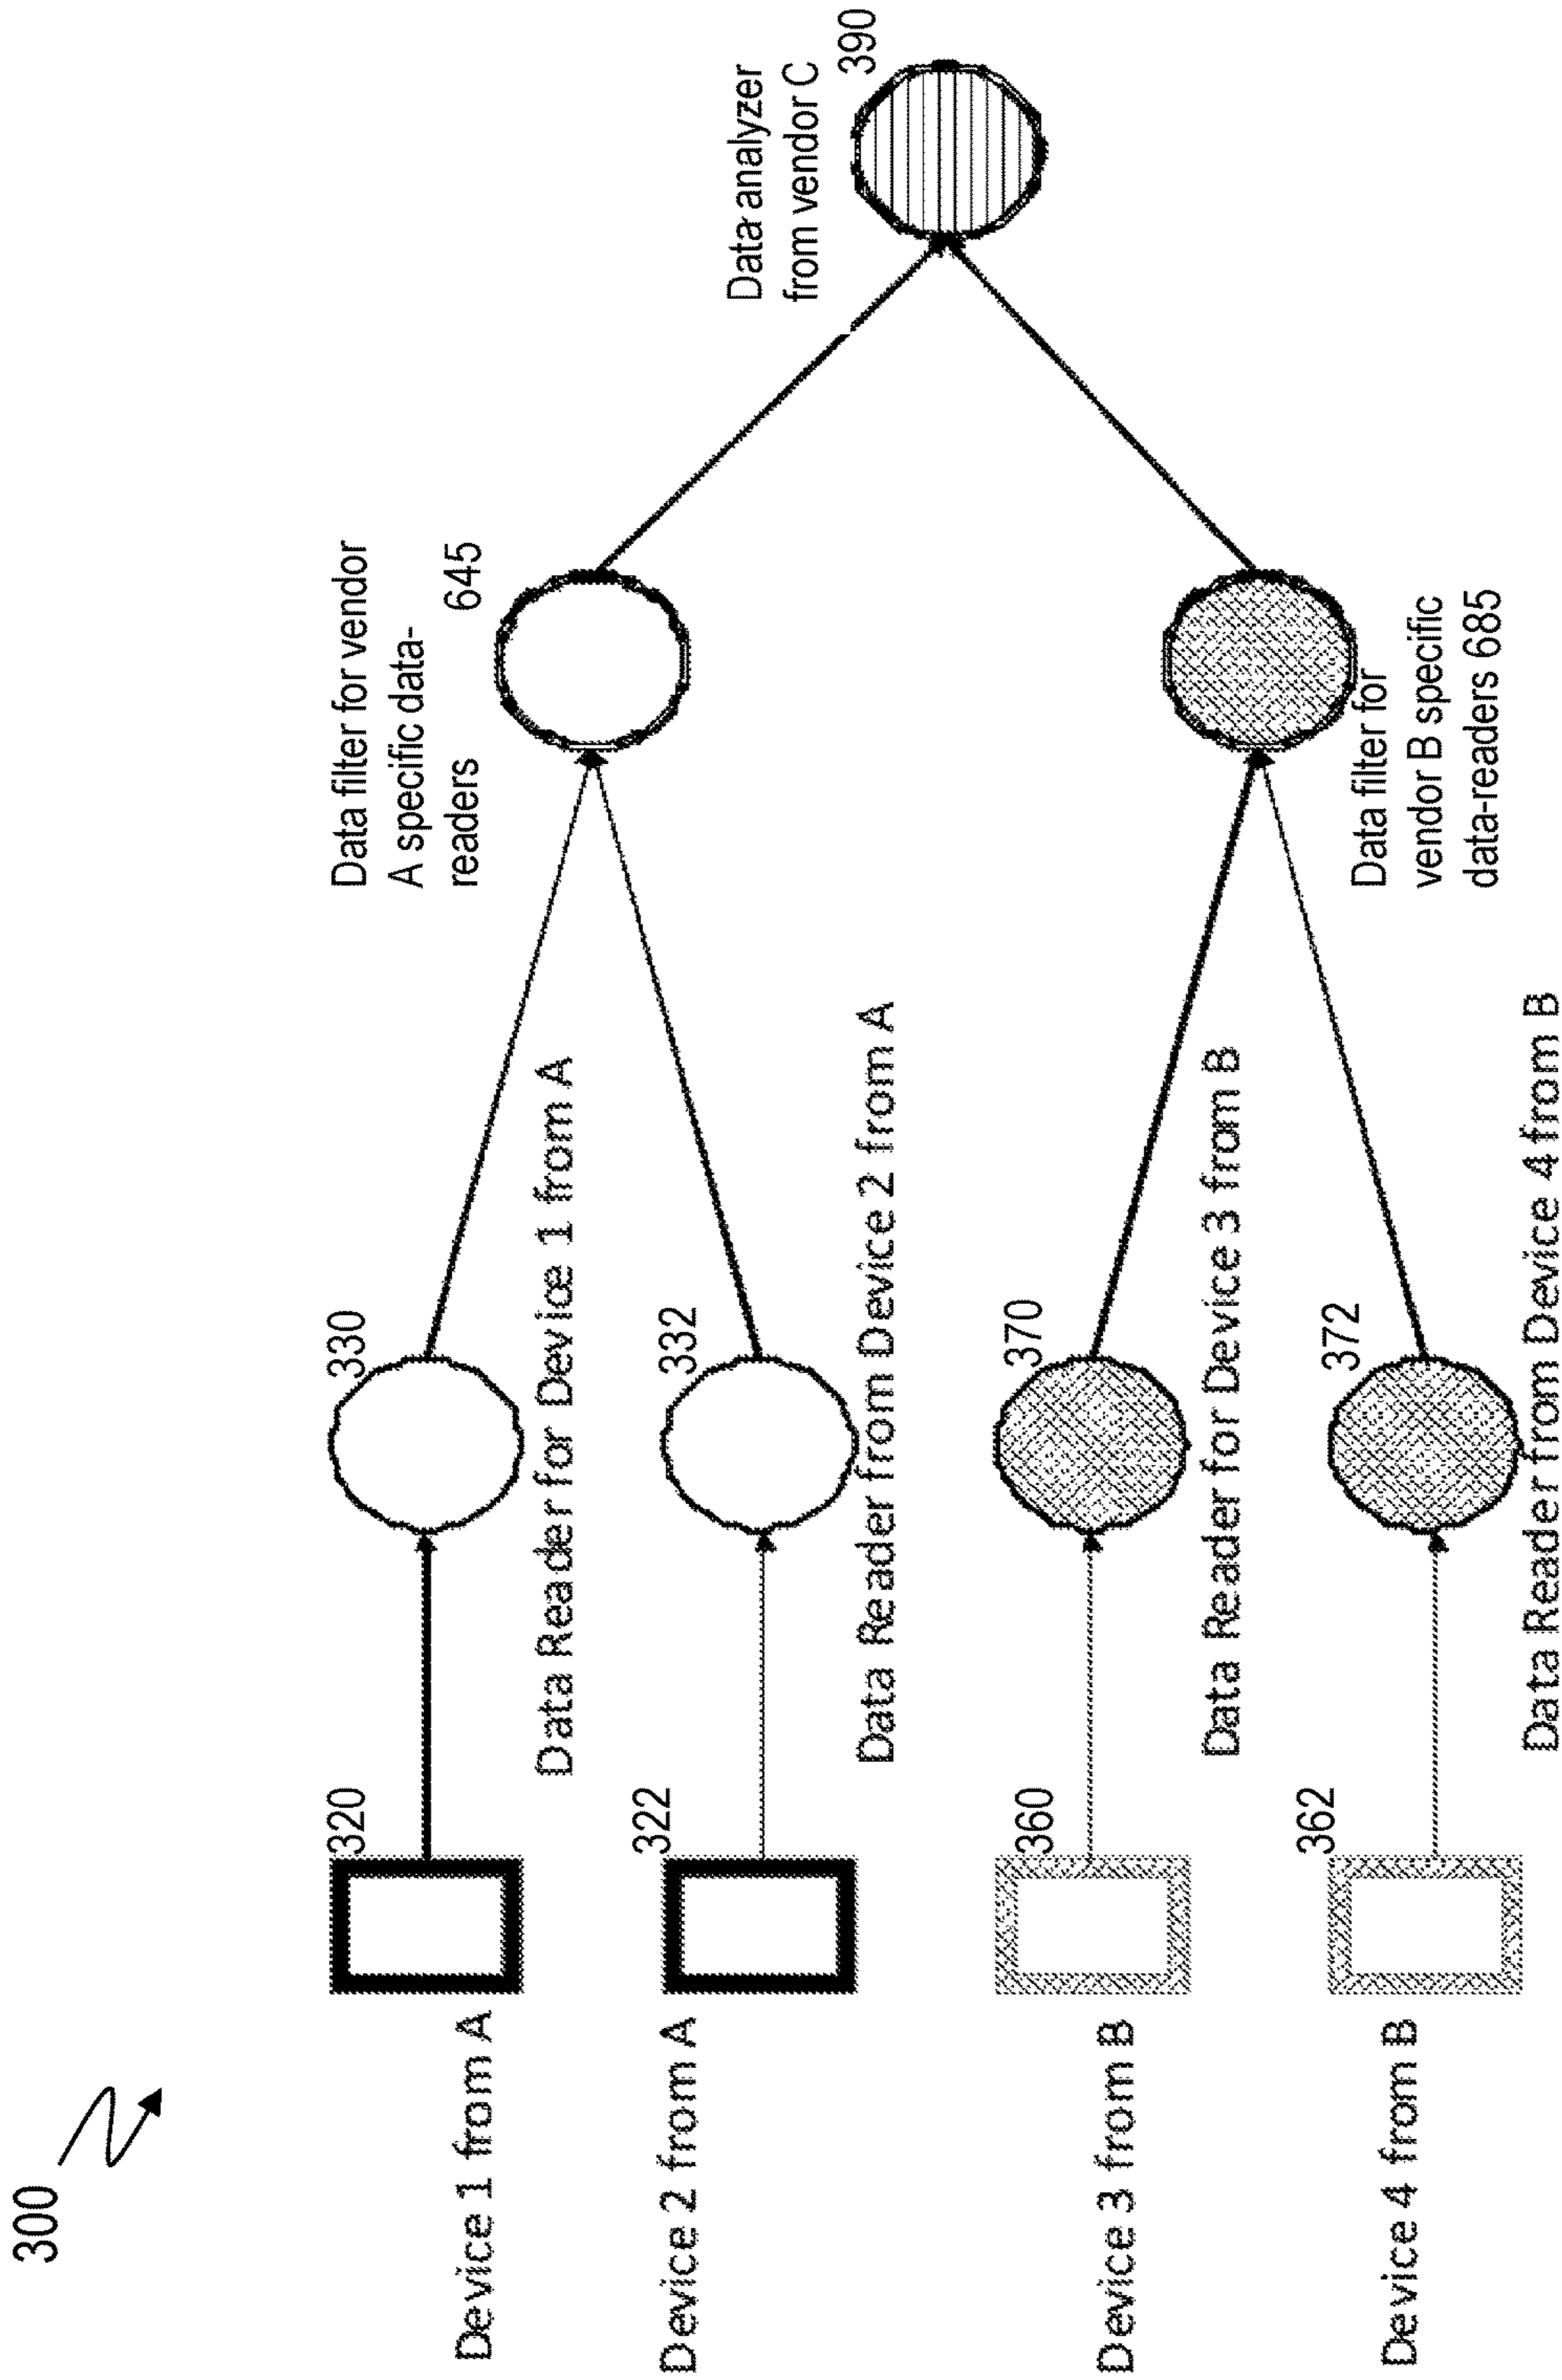 300
Device 1 from A
320
330
Data Reader for Device 1 from A
Data filter for vendor
A specific data-
readers
645
Device 2 from A
322
332
Data Reader from Device 2 from A
Data analyzer
from vendor C
390
Device 3 from B
360
370
Data Reader for Device 3 from B
Data filter for
vendor B specific
data-readers 685
Device 4 from B
362
372
Data Reader from Device 4 from B